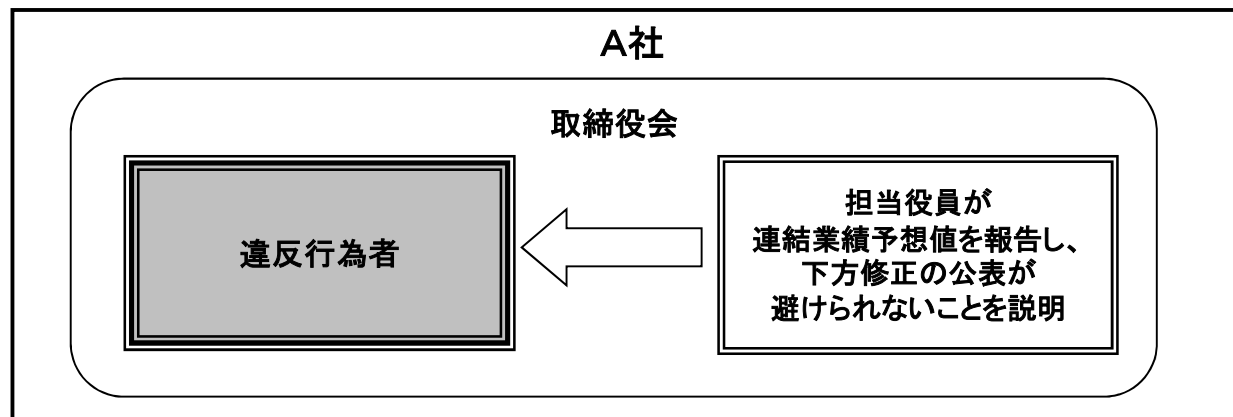 A社
取締役会
違反行為者
担当役員が
連結業績予想値を報告し、
下方修正の公表が
避けられないことを説明